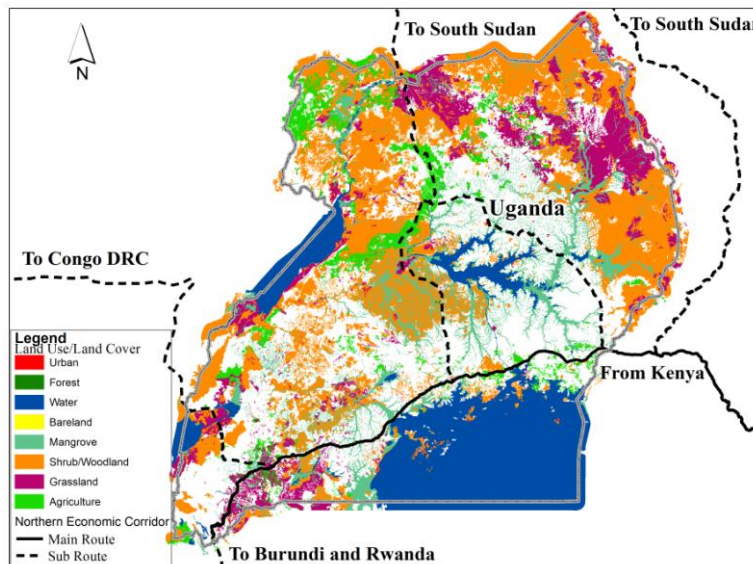 To South Sudan
To South Sudan
N
Uganda
To Congo DRC
From Kenya
Legend
Land Use/Land Cover
Urban
Forest
Water
Bareland
Mangrove
Shrub/Woodland
Grassland
Agriculture
Northern Economic Corridor
Main Route
Sub Route
To Burundi and Rwanda